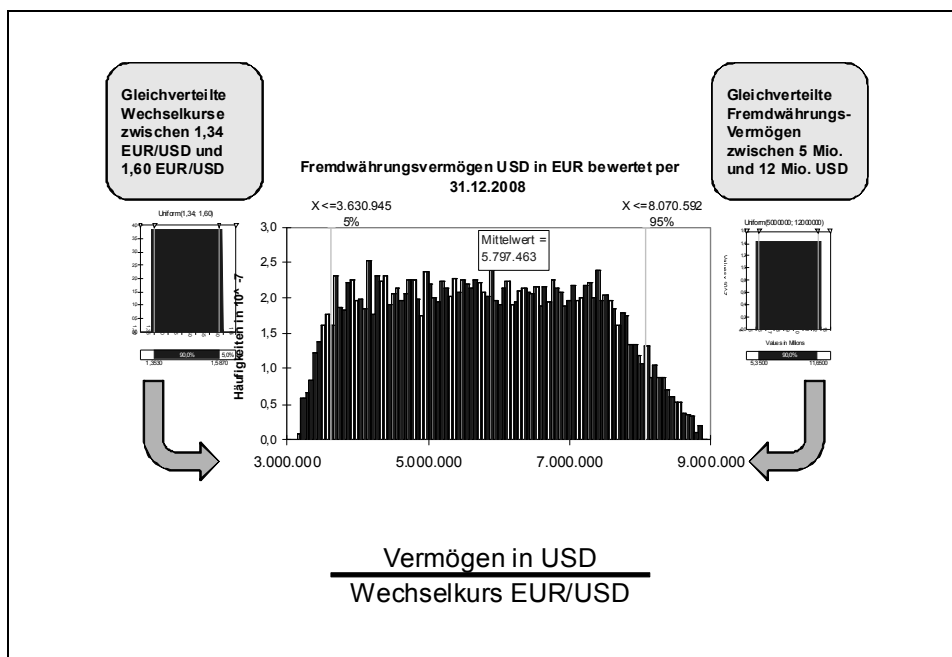 Gleichverteilte
Wechselkurse
zwischen 1,34
EUR/USD und
1,60 EUR/USD
Gleichverteilte
Fremdwährungs-
Vermögen
zwischen 5 Mio.
und 12 Mio. USD
Fremdwährungsvermögen USD in EUR bewertet per
31.12.2008
X <=3.630.945
5%
X <=8.070.592
95%
Mittelwert =
5.797.463
Uniform(1,34; 1,60)
90,0%
5,0%
1,3530
1,5870
Uniform(5000000; 12000000)
Values in Millions
90,0%
5,3500
11,6500
Häufigkeiten in 10^ -7
3,0
2,5
2,0
1,5
1,0
0,5
0,0
3.000.000
5.000.000
7.000.000
9.000.000
Vermögen in USD
Wechselkurs EUR/USD